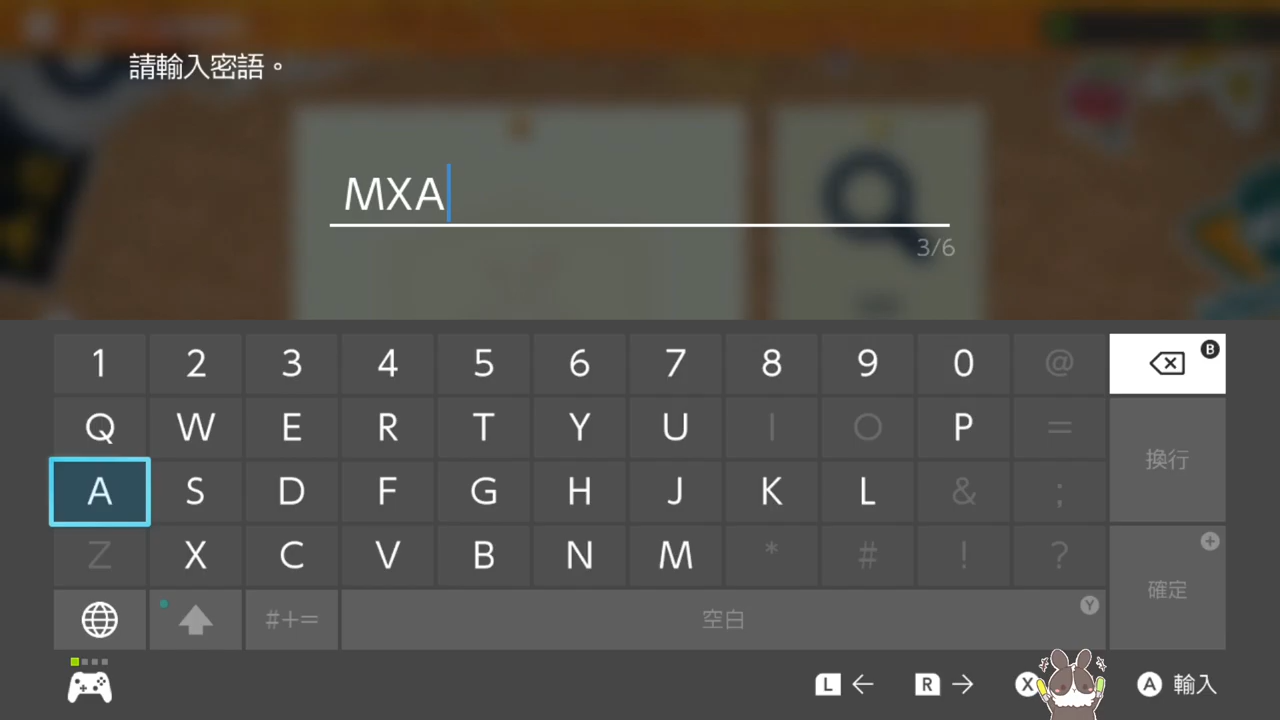 請輸入密語。
MXA
3/6
1 2 3 4 5 6 7 8 9 0 @ B
Q W E R T Y U I O P = 換行
A S D F G H J K L & ;
Z X C V B N M * # ! ? + 確定
#+= 空白 Y
L ← R → X A 輸入